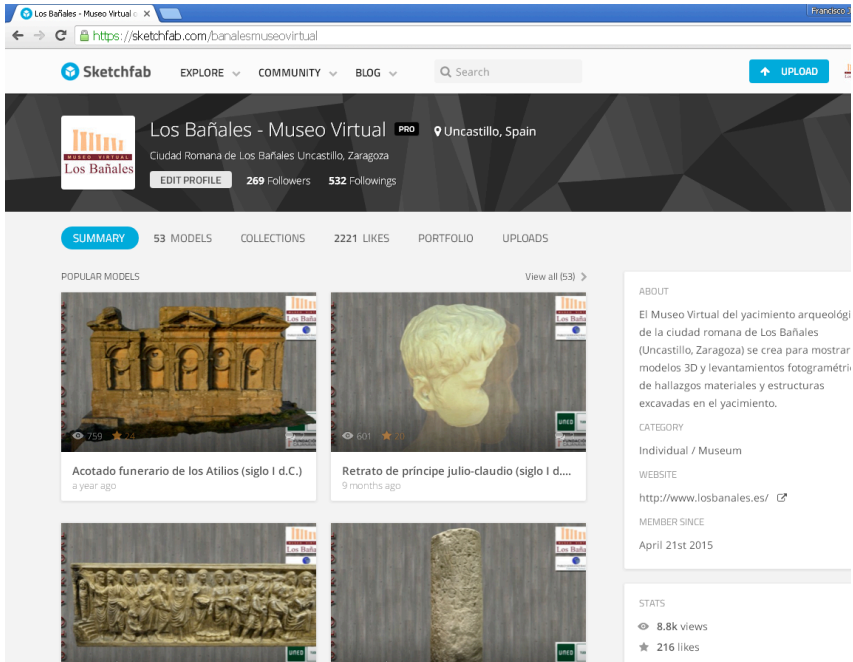 Los Bañales - Museo Virtual
Francisco J
https://sketchfab.com/banalesmuseovirtual
Sketchfab
EXPLORE
COMMUNITY
BLOG
Search
UPLOAD
MUSEO VIRTUAL
Los Bañales
Los Bañales - Museo Virtual PRO
Uncastillo, Spain
Ciudad Romana de Los Bañales Uncastillo, Zaragoza
EDIT PROFILE
269 Followers
532 Followings
SUMMARY
53 MODELS
COLLECTIONS
2221 LIKES
PORTFOLIO
UPLOADS
POPULAR MODELS
View all (53)
759
24
Acotado funerario de los Atilios (siglo I d.C.)
a year ago
601
20
UNED
Retrato de príncipe julio-claudio (siglo I d....
9 months ago
UNED
UNED
ABOUT
El Museo Virtual del yacimiento arqueológi
de la ciudad romana de Los Bañales
(Uncastillo, Zaragoza) se crea para mostrar
modelos 3D y levantamientos fotogramétri
de hallazgos materiales y estructuras
excavadas en el yacimiento.
CATEGORY
Individual / Museum
WEBSITE
http://www.losbanales.es/
MEMBER SINCE
April 21st 2015
STATS
8.8k views
216 likes